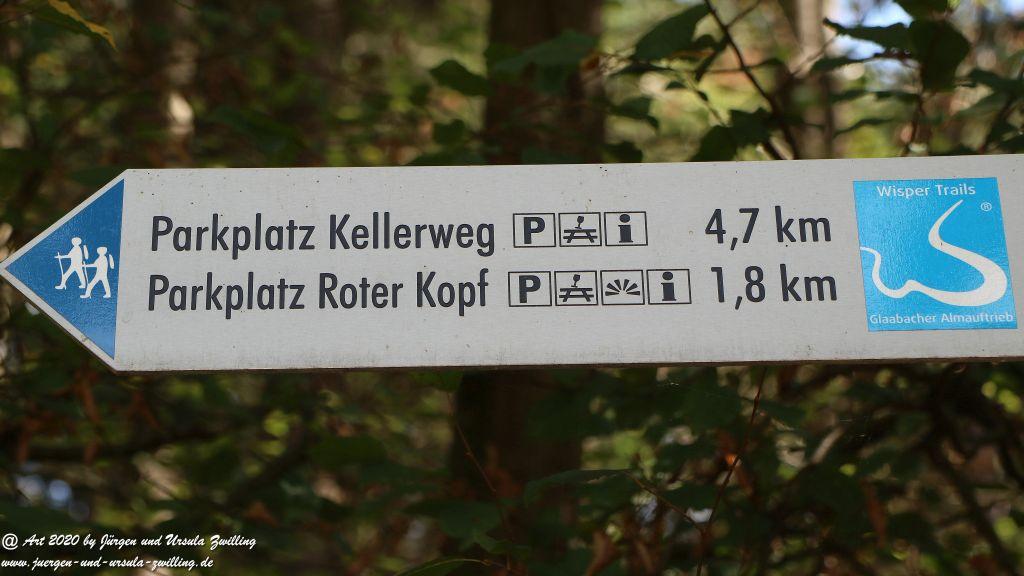 Parkplatz Kellerweg P i 4,7 km
Parkplatz Roter Kopf P i 1,8 km
Wisper Trails
®
Glaabacher Almauftrieb
@ Art 2020 by Jürgen und Ursula Zwilling
www.juergen-und-ursula-zwilling.de